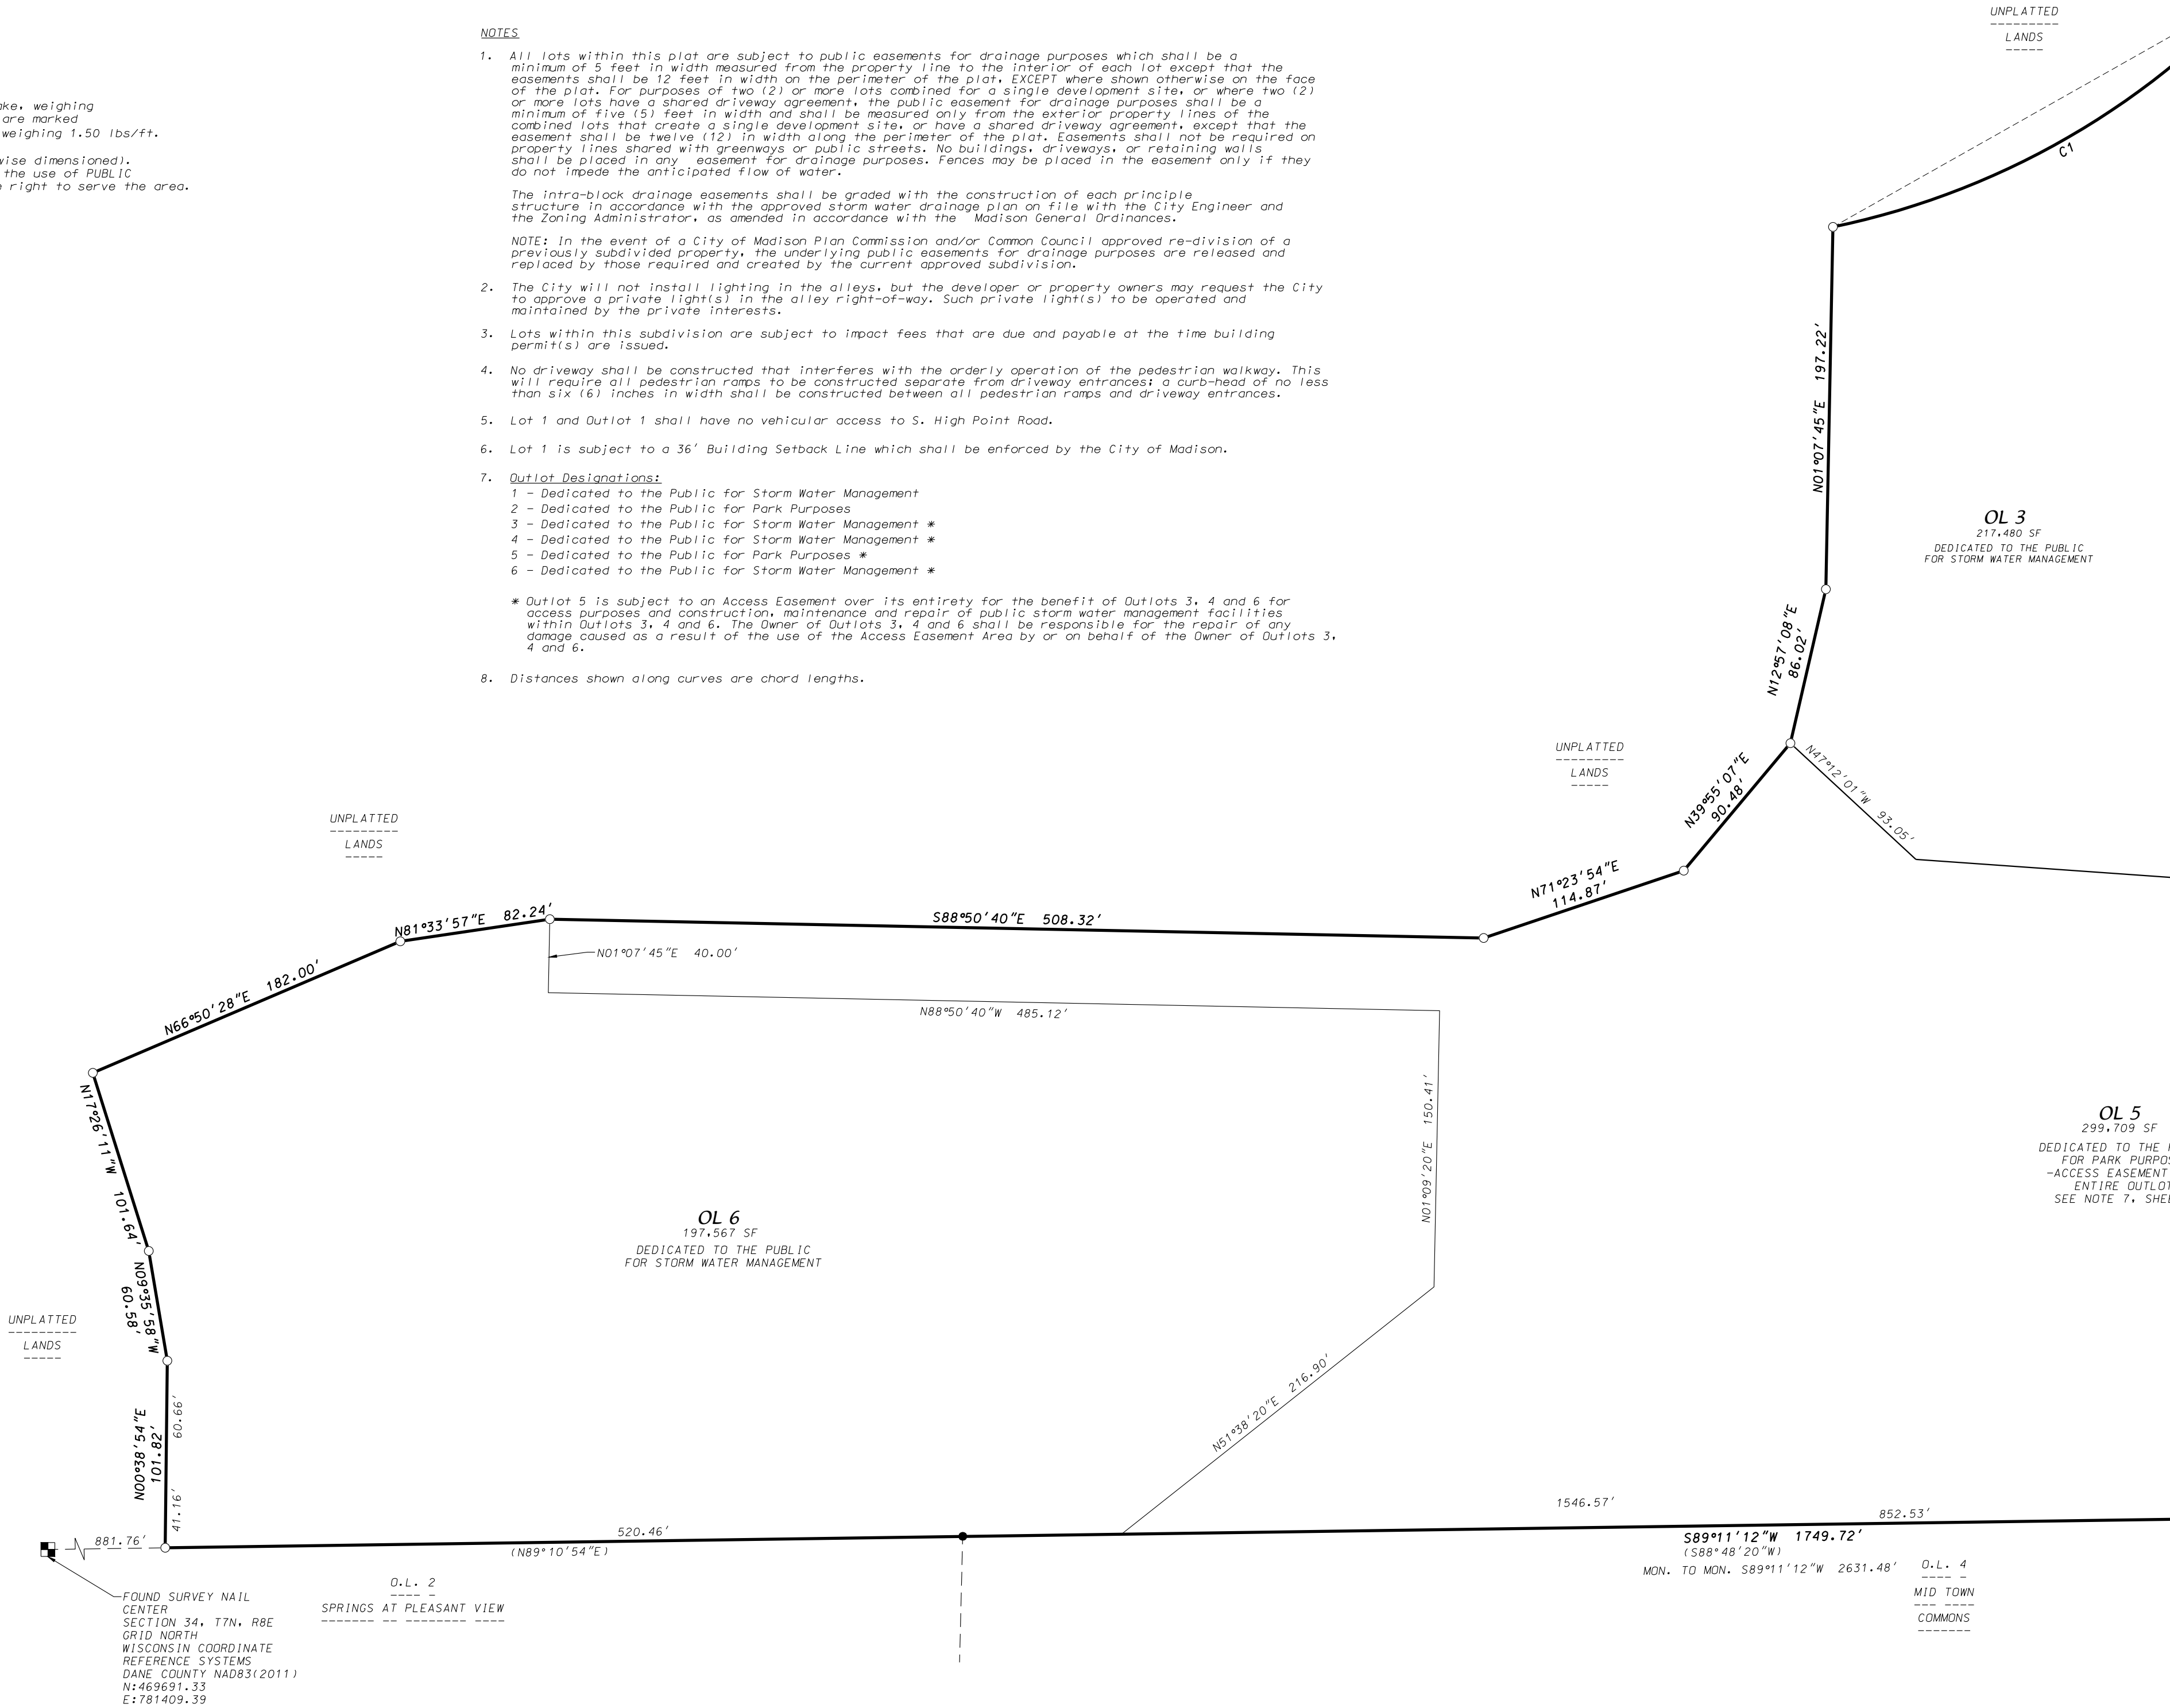 ake, weighing
are marked
weighing 1.50 lbs/ft.
wise dimensioned).
the use of PUBLIC
e right to serve the area.
NOTES
1. All lots within this plat are subject to public easements for drainage purposes which shall be a
minimum of 5 feet in width measured from the property line to the interior of each lot except that the
easements shall be 12 feet in width on the perimeter of the plat, EXCEPT where shown otherwise on the face
of the plat. For purposes of two (2) or more lots combined for a single development site, or where two (2)
or more lots have a shared driveway agreement, the public easement for drainage purposes shall be a
minimum of five (5) feet in width and shall be measured only from the exterior property lines of the
combined lots that create a single development site, or have a shared driveway agreement, except that the
easement shall be twelve (12) in width along the perimeter of the plat. Easements shall not be required on
property lines shared with greenways or public streets. No buildings, driveways, or retaining walls
shall be placed in any easement for drainage purposes. Fences may be placed in the easement only if they
do not impede the anticipated flow of water.
The intra-block drainage easements shall be graded with the construction of each principle
structure in accordance with the approved storm water drainage plan on file with the City Engineer and
the Zoning Administrator, as amended in accordance with the Madison General Ordinances.
NOTE: In the event of a City of Madison Plan Commission and/or Common Council approved re-division of a
previously subdivided property, the underlying public easements for drainage purposes are released and
replaced by those required and created by the current approved subdivision.
2. The City will not install lighting in the alleys, but the developer or property owners may request the City
to approve a private light(s) in the alley right-of-way. Such private light(s) to be operated and
maintained by the private interests.
3. Lots within this subdivision are subject to impact fees that are due and payable at the time building
permit(s) are issued.
4. No driveway shall be constructed that interferes with the orderly operation of the pedestrian walkway. This
will require all pedestrian ramps to be constructed separate from driveway entrances; a curb-head of no less
than six (6) inches in width shall be constructed between all pedestrian ramps and driveway entrances.
5. Lot 1 and Outlot 1 shall have no vehicular access to S. High Point Road.
6. Lot 1 is subject to a 36' Building Setback Line which shall be enforced by the City of Madison.
7. Outlot Designations:
1 - Dedicated to the Public for Storm Water Management
2 - Dedicated to the Public for Park Purposes
3 - Dedicated to the Public for Storm Water Management *
4 - Dedicated to the Public for Storm Water Management *
5 - Dedicated to the Public for Park Purposes *
6 - Dedicated to the Public for Storm Water Management *
* Outlot 5 is subject to an Access Easement over its entirety for the benefit of Outlots 3, 4 and 6 for
access purposes and construction, maintenance and repair of public storm water management facilities
within Outlots 3, 4 and 6. The Owner of Outlots 3, 4 and 6 shall be responsible for the repair of any
damage caused as a result of the use of the Access Easement Area by or on behalf of the Owner of Outlots 3,
4 and 6.
8. Distances shown along curves are chord lengths.
UNPLATTED
LANDS
C1
N01°07'45"E 197.22'
OL 3
217,480 SF
DEDICATED TO THE PUBLIC
FOR STORM WATER MANAGEMENT
N12°57'08"E
86.02'
UNPLATTED
LANDS
N39°55'07"E
90.48'
N47°12'01"W 93.05'
N71°23'54"E
114.87'
UNPLATTED
LANDS
N81°33'57"E 82.24'
S88°50'40"E 508.32'
N01°07'45"E 40.00'
N66°50'28"E 182.00'
N88°50'40"W 485.12'
N17°26'11"W 101.64'
N01°09'20"E 150.41'
OL 5
299,709 SF
DEDICATED TO THE P
FOR PARK PURPOS
-ACCESS EASEMENT
ENTIRE OUTLOT
SEE NOTE 7, SHEE
OL 6
197,567 SF
DEDICATED TO THE PUBLIC
FOR STORM WATER MANAGEMENT
N09°35'58"W
60.58'
UNPLATTED
LANDS
N51°38'20"E 216.90'
N00°38'54"E
101.82'
60.66'
41.16'
881.76'
520.46'
(N89°10'54"E)
1546.57'
852.53'
S89°11'12"W 1749.72'
(S88°48'20"W)
MON. TO MON. S89°11'12"W 2631.48'
O.L. 4
MID TOWN
COMMONS
O.L. 2
SPRINGS AT PLEASANT VIEW
FOUND SURVEY NAIL
CENTER
SECTION 34, T7N, R8E
GRID NORTH
WISCONSIN COORDINATE
REFERENCE SYSTEMS
DANE COUNTY NAD83(2011)
N:469691.33
E:781409.39